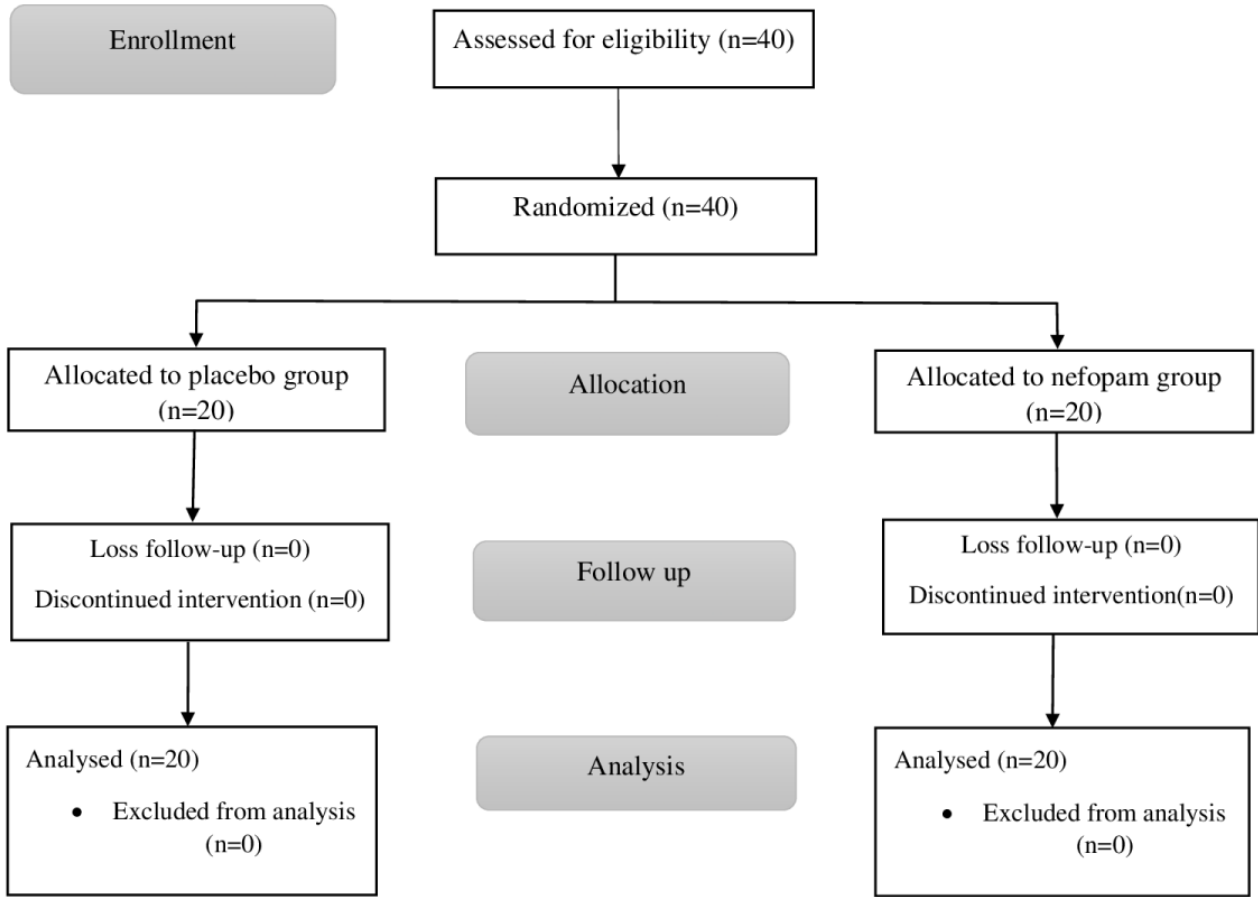 Enrollment
Assessed for eligibility (n=40)
Randomized (n=40)
Allocated to placebo group
(n=20)
Allocation
Allocated to nefopam group
(n=20)
Loss follow-up (n=0)
Discontinued intervention (n=0)
Follow up
Loss follow-up (n=0)
Discontinued intervention(n=0)
Analysed (n=20)
• Excluded from analysis
(n=0)
Analysis
Analysed (n=20)
• Excluded from analysis
(n=0)